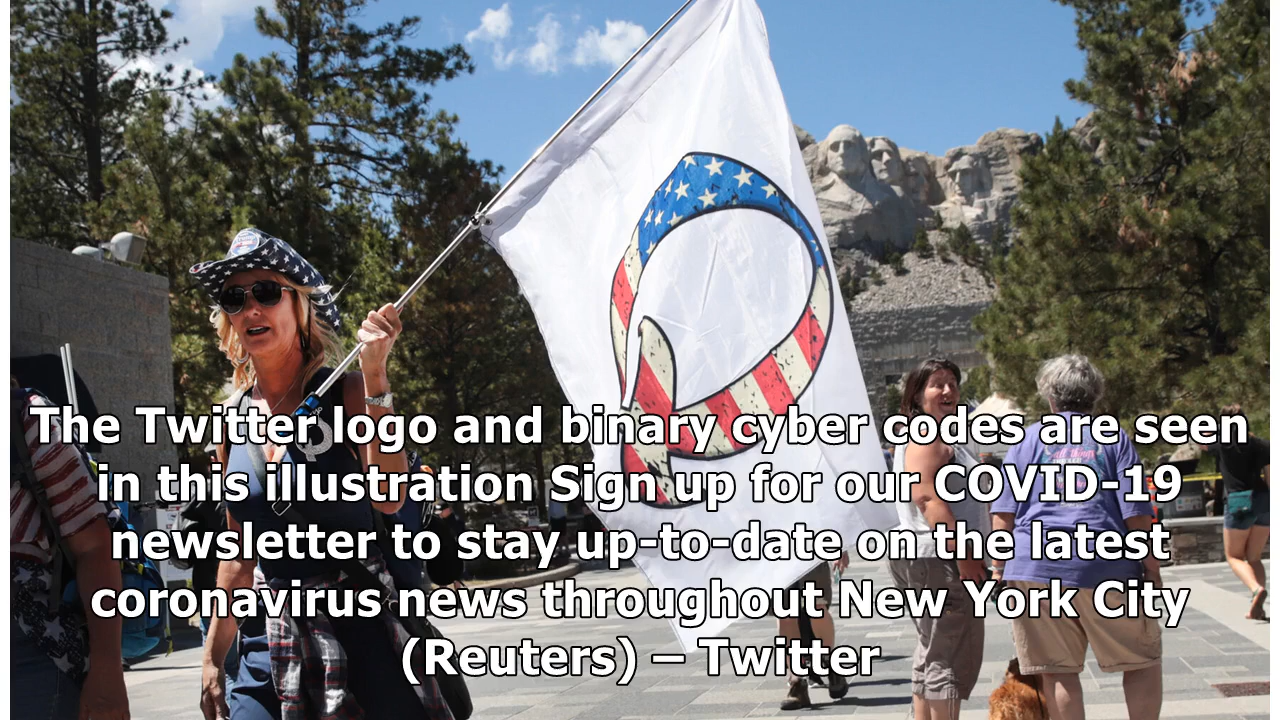 The Twitter logo and binary cyber codes are seen
in this illustration Sign up for our COVID-19
newsletter to stay up-to-date on the latest
coronavirus news throughout New York City
(Reuters) – Twitter